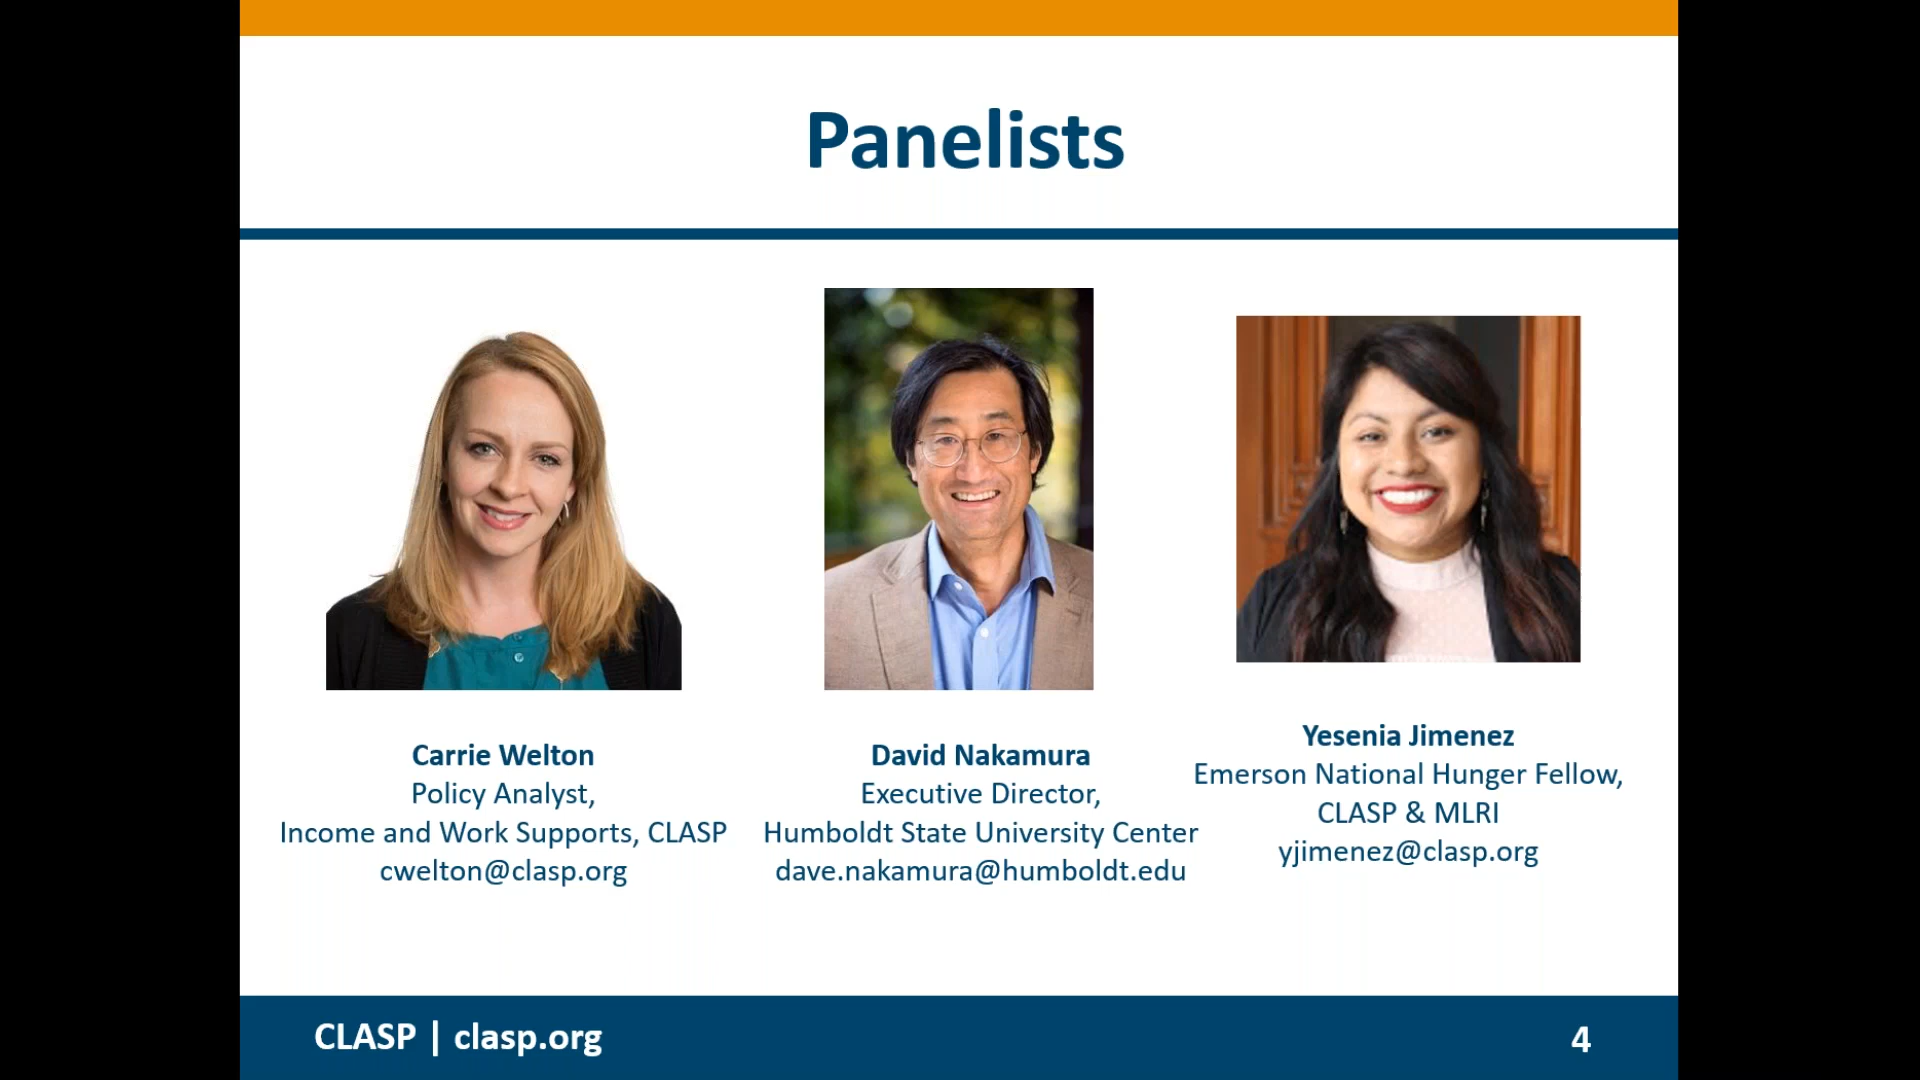 Panelists
Carrie Welton
Policy Analyst,
Income and Work Supports, CLASP
cwelton@clasp.org
David Nakamura
Executive Director,
Humboldt State University Center
dave.nakamura@humboldt.edu
Yesenia Jimenez
Emerson National Hunger Fellow,
CLASP & MLRI
yjimenez@clasp.org
CLASP | clasp.org
4